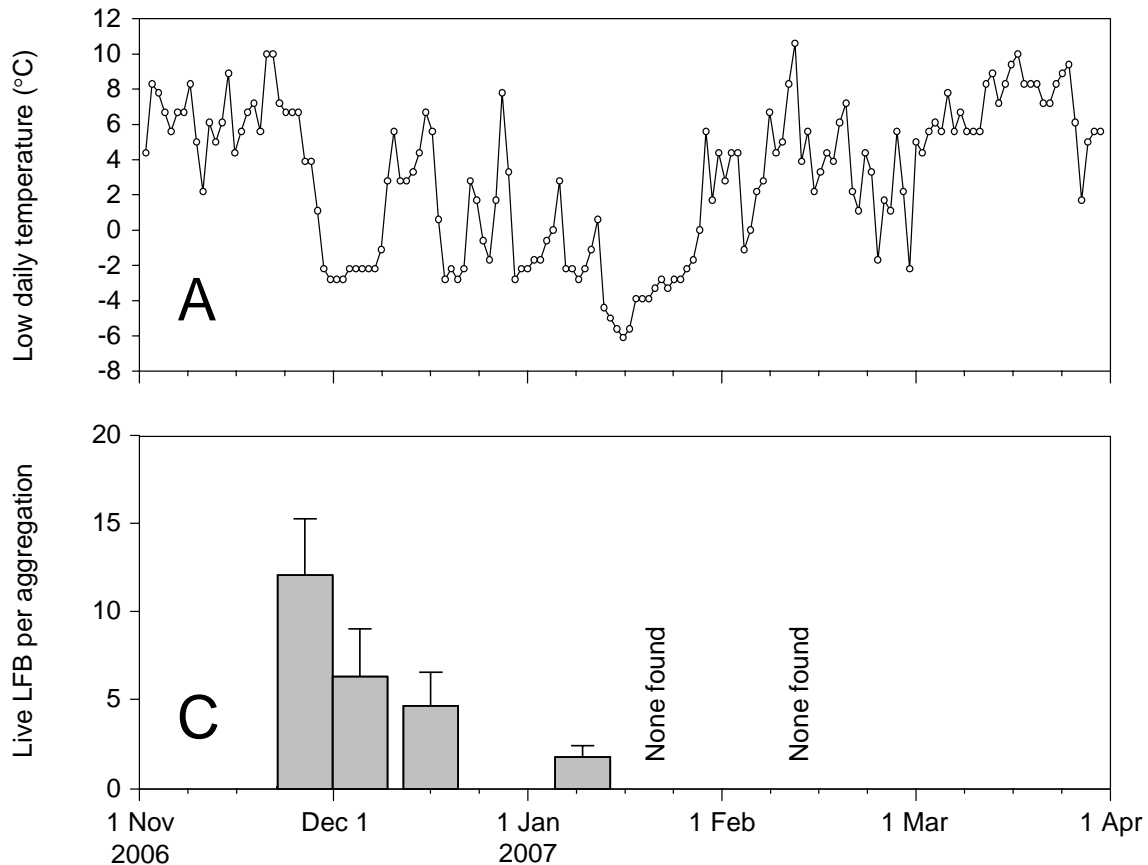 12
10
8
6
4
2
0
-2
-4
-6
-8
Low daily temperature (°C)
A
20
15
10
5
0
Live LFB per aggregation
C
None found
None found
1 Nov
2006
Dec 1
1 Jan
2007
1 Feb
1 Mar
1 Apr